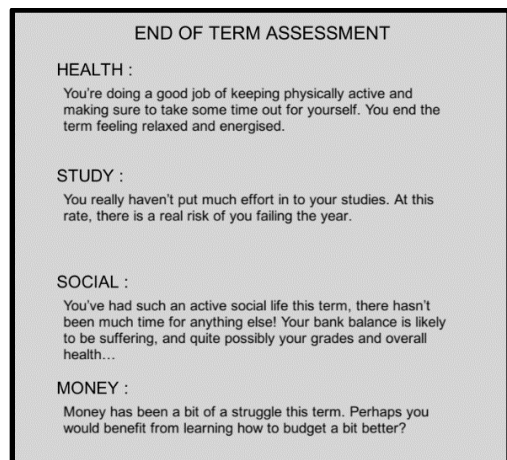 END OF TERM ASSESSMENT
HEALTH :
You're doing a good job of keeping physically active and
making sure to take some time out for yourself. You end the
term feeling relaxed and energised.
STUDY :
You really haven't put much effort in to your studies. At this
rate, there is a real risk of you failing the year.
SOCIAL :
You've had such an active social life this term, there hasn't
been much time for anything else! Your bank balance is likely
to be suffering, and quite possibly your grades and overall
health…
MONEY :
Money has been a bit of a struggle this term. Perhaps you
would benefit from learning how to budget a bit better?